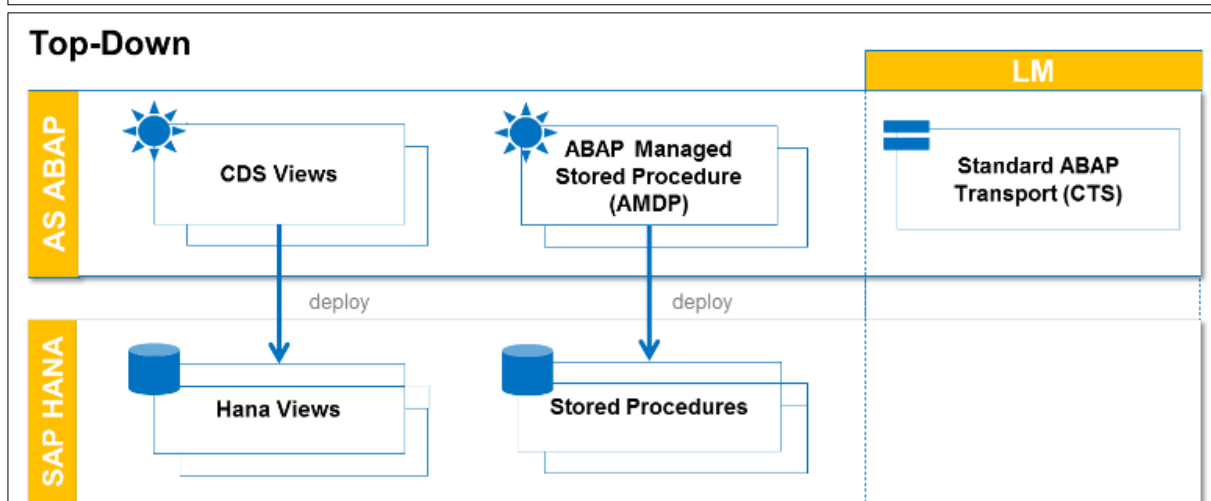 Top-Down
LM
AS ABAP
CDS Views
ABAP Managed
Stored Procedure
(AMDP)
Standard ABAP
Transport (CTS)
deploy
deploy
SAP HANA
Hana Views
Stored Procedures